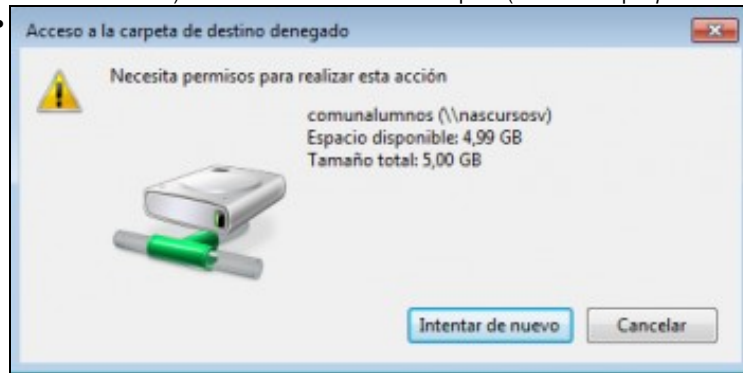 Acceso a la carpeta de destino denegado
Necesita permisos para realizar esta acción
comunalumnos (\\nascursosv)
Espacio disponible: 4,99 GB
Tamaño total: 5,00 GB
Intentar de nuevo
Cancelar